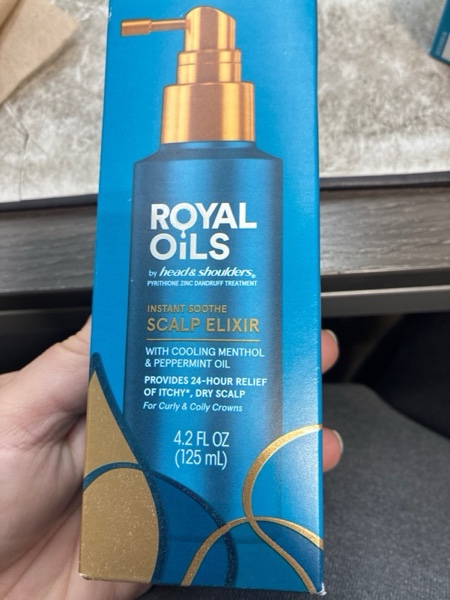 ROYAL
OiLS
by head & shoulders®
PYRITHIONE ZINC DANDRUFF TREATMENT
INSTANT SOOTHE
SCALP ELIXIR
WITH COOLING MENTHOL
& PEPPERMINT OIL
PROVIDES 24-HOUR RELIEF
OF ITCHY*, DRY SCALP
For Curly & Coily Crowns
4.2 FL OZ
(125 mL)